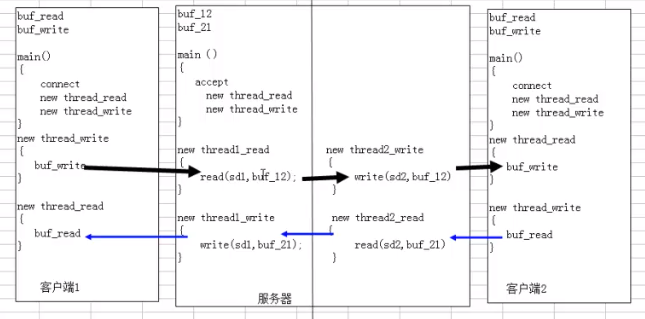 buf_read
buf_write
main()
{
connect
new thread_read
new thread_write
}
new thread_write
{
buf_write
}
new thread_read
{
buf_read
}
客户端1
buf_12
buf_21
main ()
{
accept
new thread_read
new thread_write
}
new thread1_read
{
read(sd1,buf_12);
}
new thread1_write
{
write(sd1,buf_21);
}
服务器
new thread2_write
{
write(sd2,buf_12)
}
new thread2_read
{
read(sd2,buf_21)
}
buf_read
buf_write
main()
{
connect
new thread_read
new thread_write
}
new thread_read
{
buf_write
}
new thread_write
{
buf_read
}
客户端2